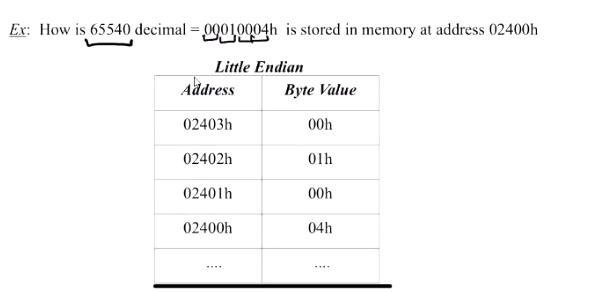 Ex: How is 65540 decimal = 00010004h is stored in memory at address 02400h
Little Endian
Address Byte Value
02403h 00h
02402h 01h
02401h 00h
02400h 04h
.... ....